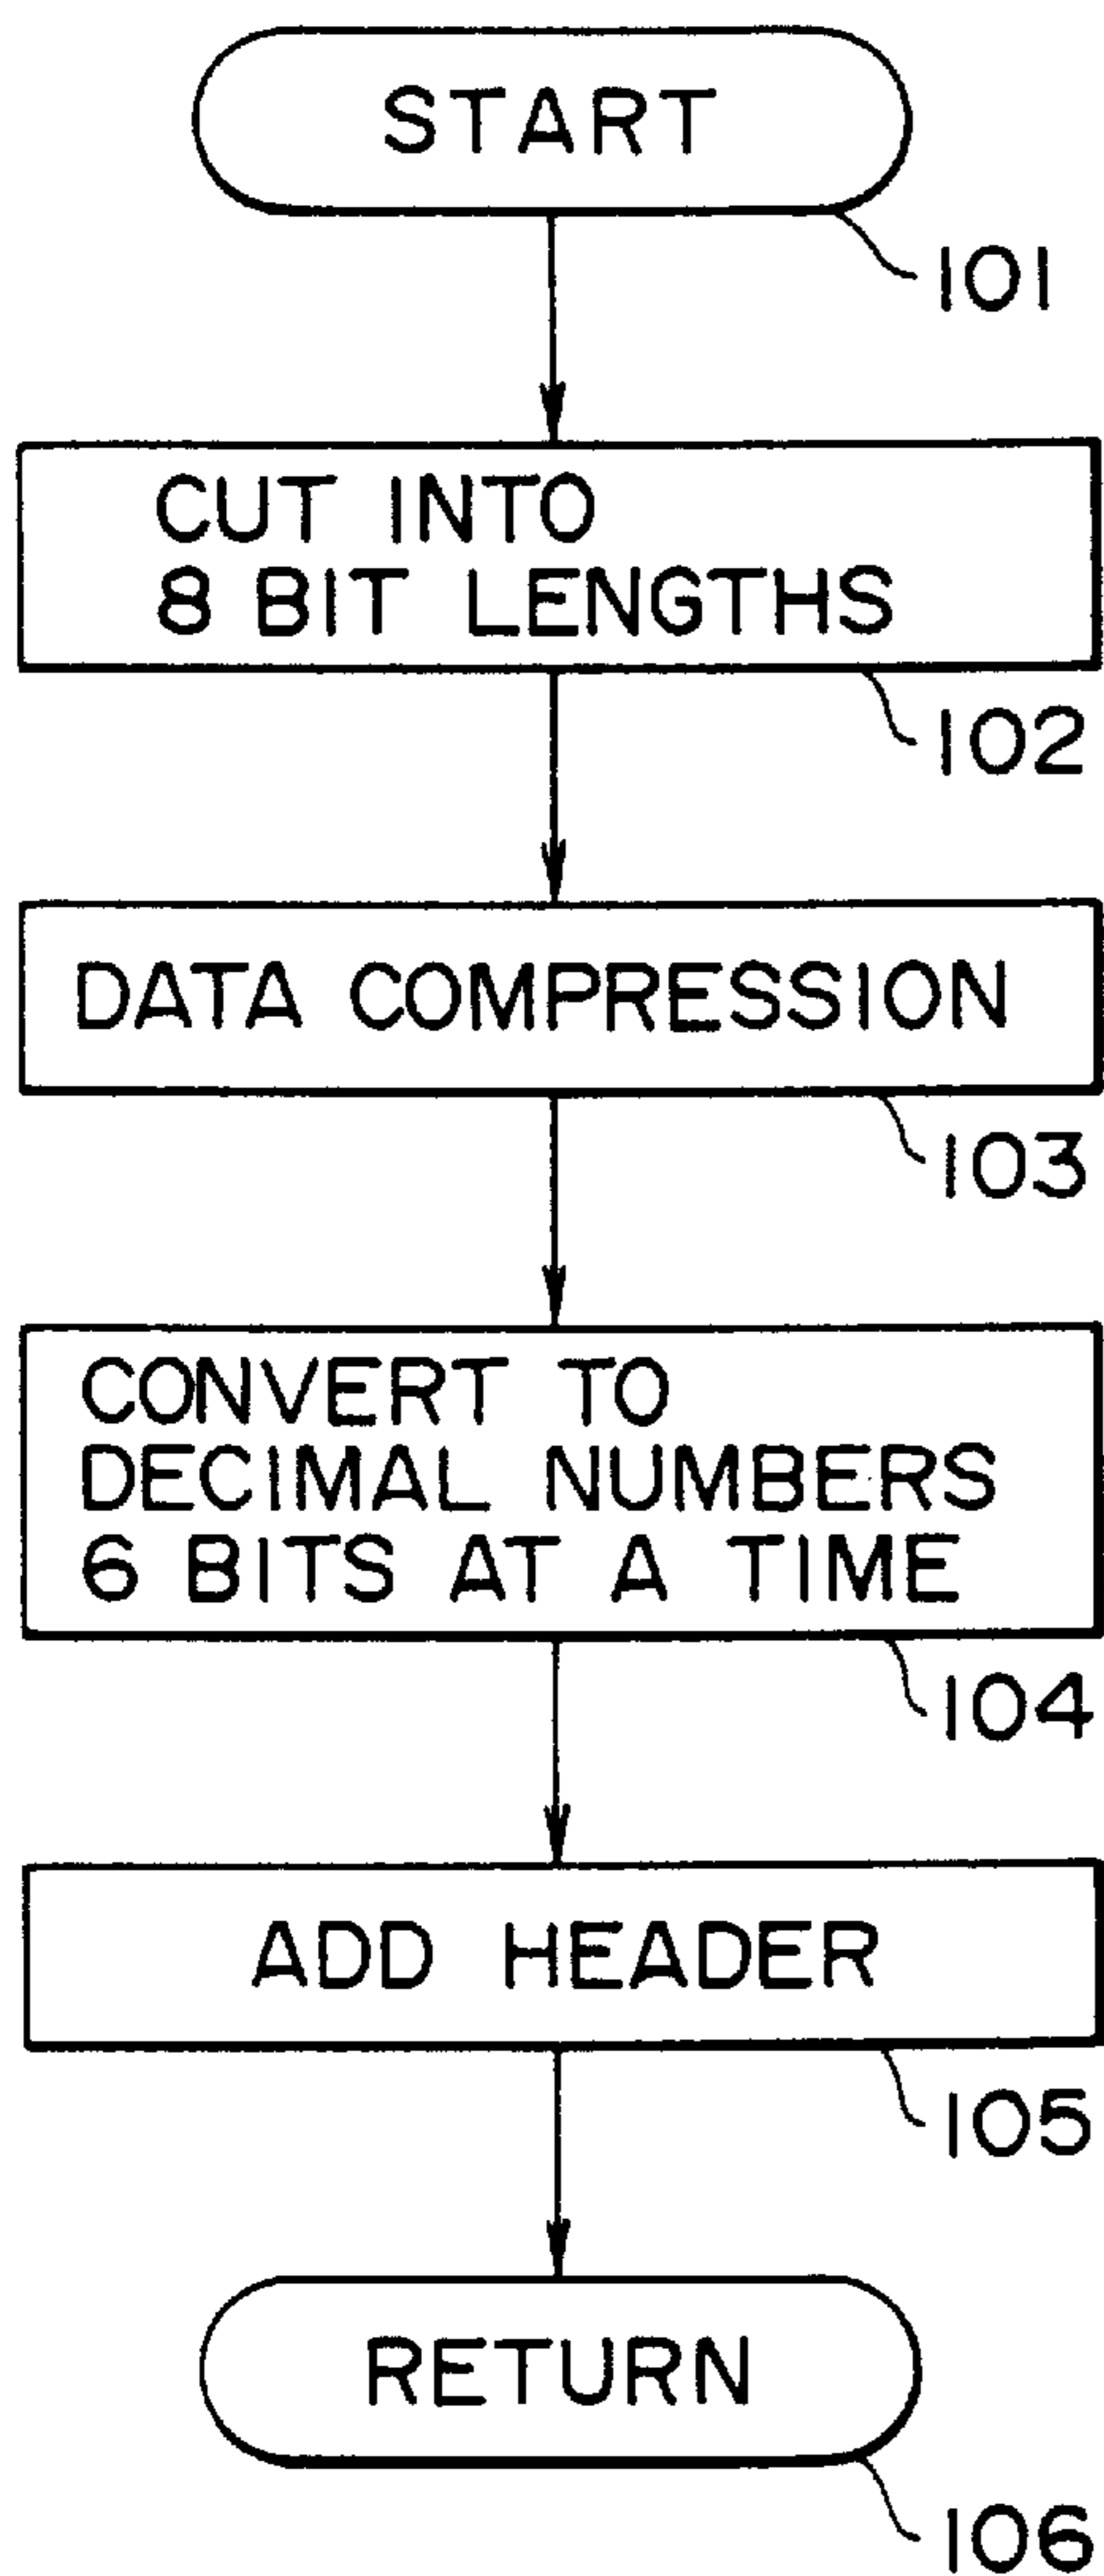 START
101
CUT INTO
8 BIT LENGTHS
102
DATA COMPRESSION
103
CONVERT TO
DECIMAL NUMBERS
6 BITS AT A TIME
104
ADD HEADER
105
RETURN
106